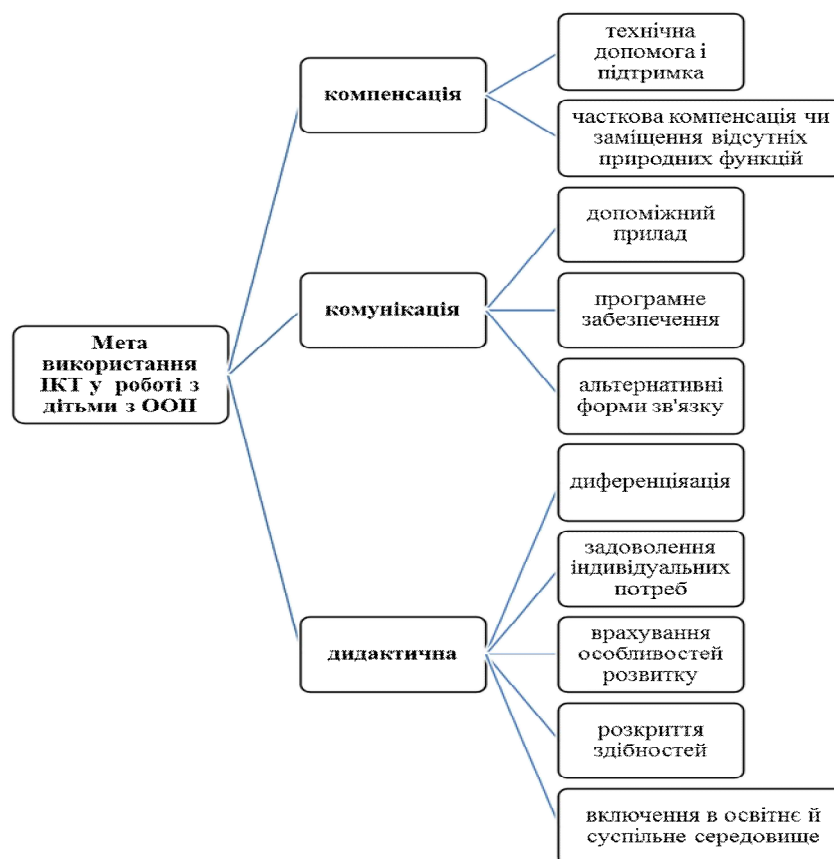 технічна
допомога і
підтримка
компенсація
часткова компенсація чи
заміщення відсутніх
природних функцій
допоміжний
прилад
комунікація
програмне
забезпечення
альтернативні
форми зв'язку
Мета
використання
ІКТ у роботі з
дітьми з ООП
диференціяація
задоволення
індивідуальних
потреб
дидактична
врахування
особливостей
розвитку
розкриття
здібностей
включення в освітнє й
суспільне середовище